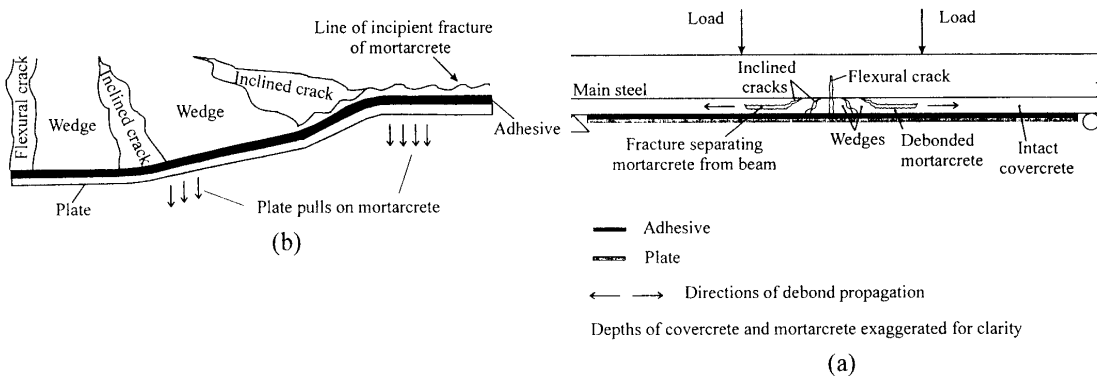 Line of incipient fracture
of mortarcrete
Flexural crack
Wedge
Inclined crack
Wedge
Inclined crack
Adhesive
Plate
Plate pulls on mortarcrete
(b)
Load
Load
Inclined
cracks
Flexural crack
Main steel
Fracture separating
mortarcrete from beam
Wedges
Debonded
mortarcrete
Intact
covercrete
Adhesive
Plate
Directions of debond propagation
Depths of covercrete and mortarcrete exaggerated for clarity
(a)